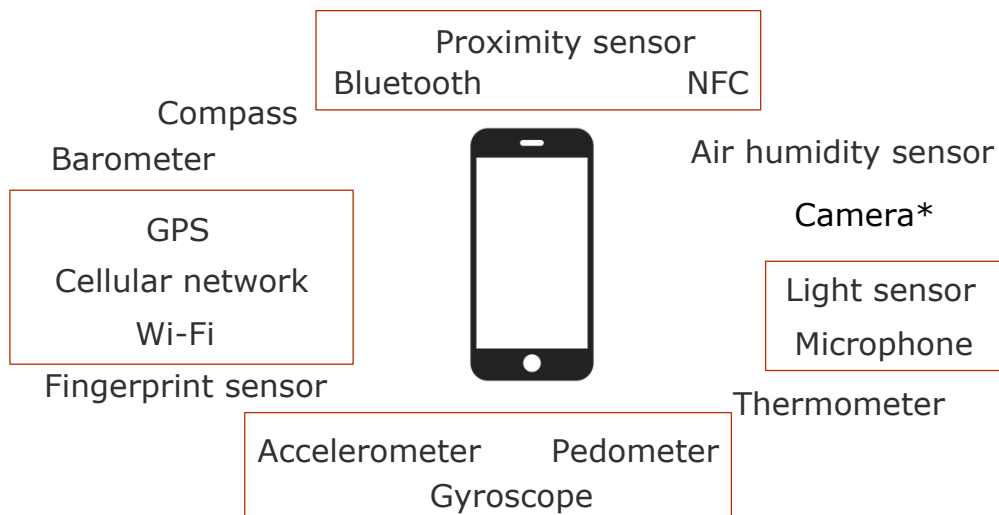 Proximity sensor
Bluetooth NFC
Compass
Barometer
Air humidity sensor
GPS
Cellular network
Wi-Fi
Camera*
Light sensor
Microphone
Fingerprint sensor
Thermometer
Accelerometer Pedometer
Gyroscope